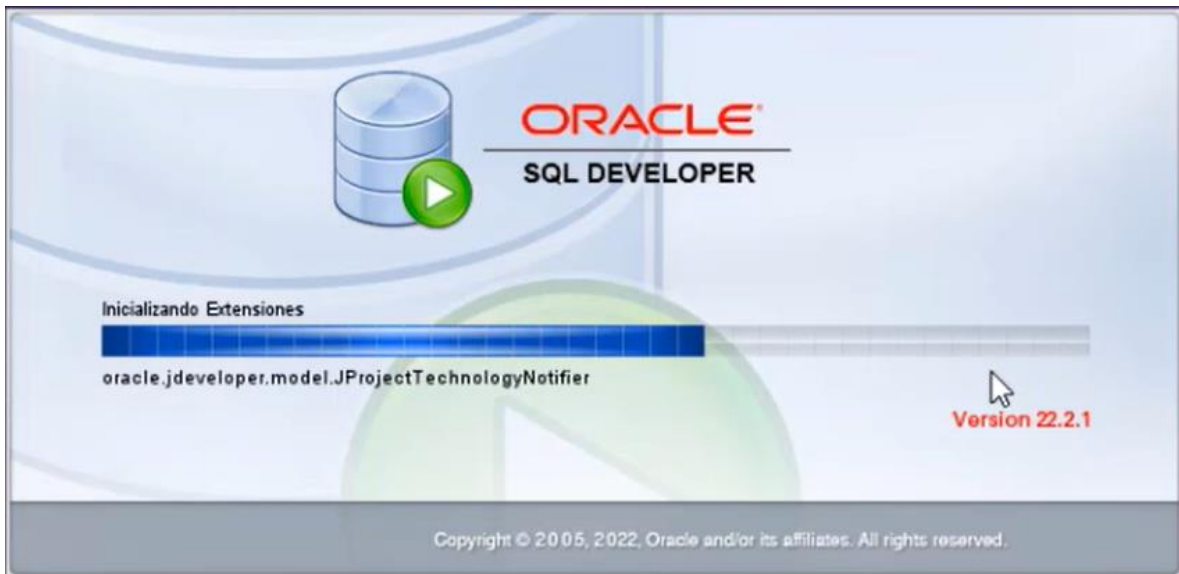 ORACLE
SQL DEVELOPER
Inicializando Extensiones
oracle.jdeveloper.model.JProjectTechnologyNotifier
Version 22.2.1
Copyright © 2005, 2022, Oracle and/or its affiliates. All rights reserved.